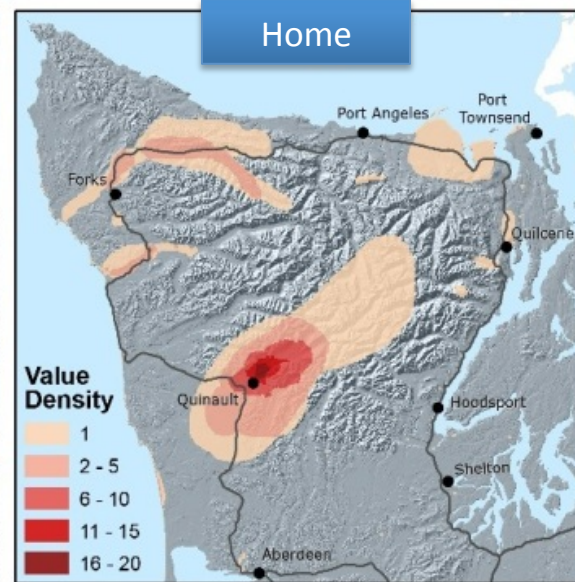 Home
Port Angeles
Port
Townsend
Forks
Quilcene
Value
Density
1
2 - 5
6 - 10
11 - 15
16 - 20
Quinault
Hoodsport
Shelton
Aberdeen